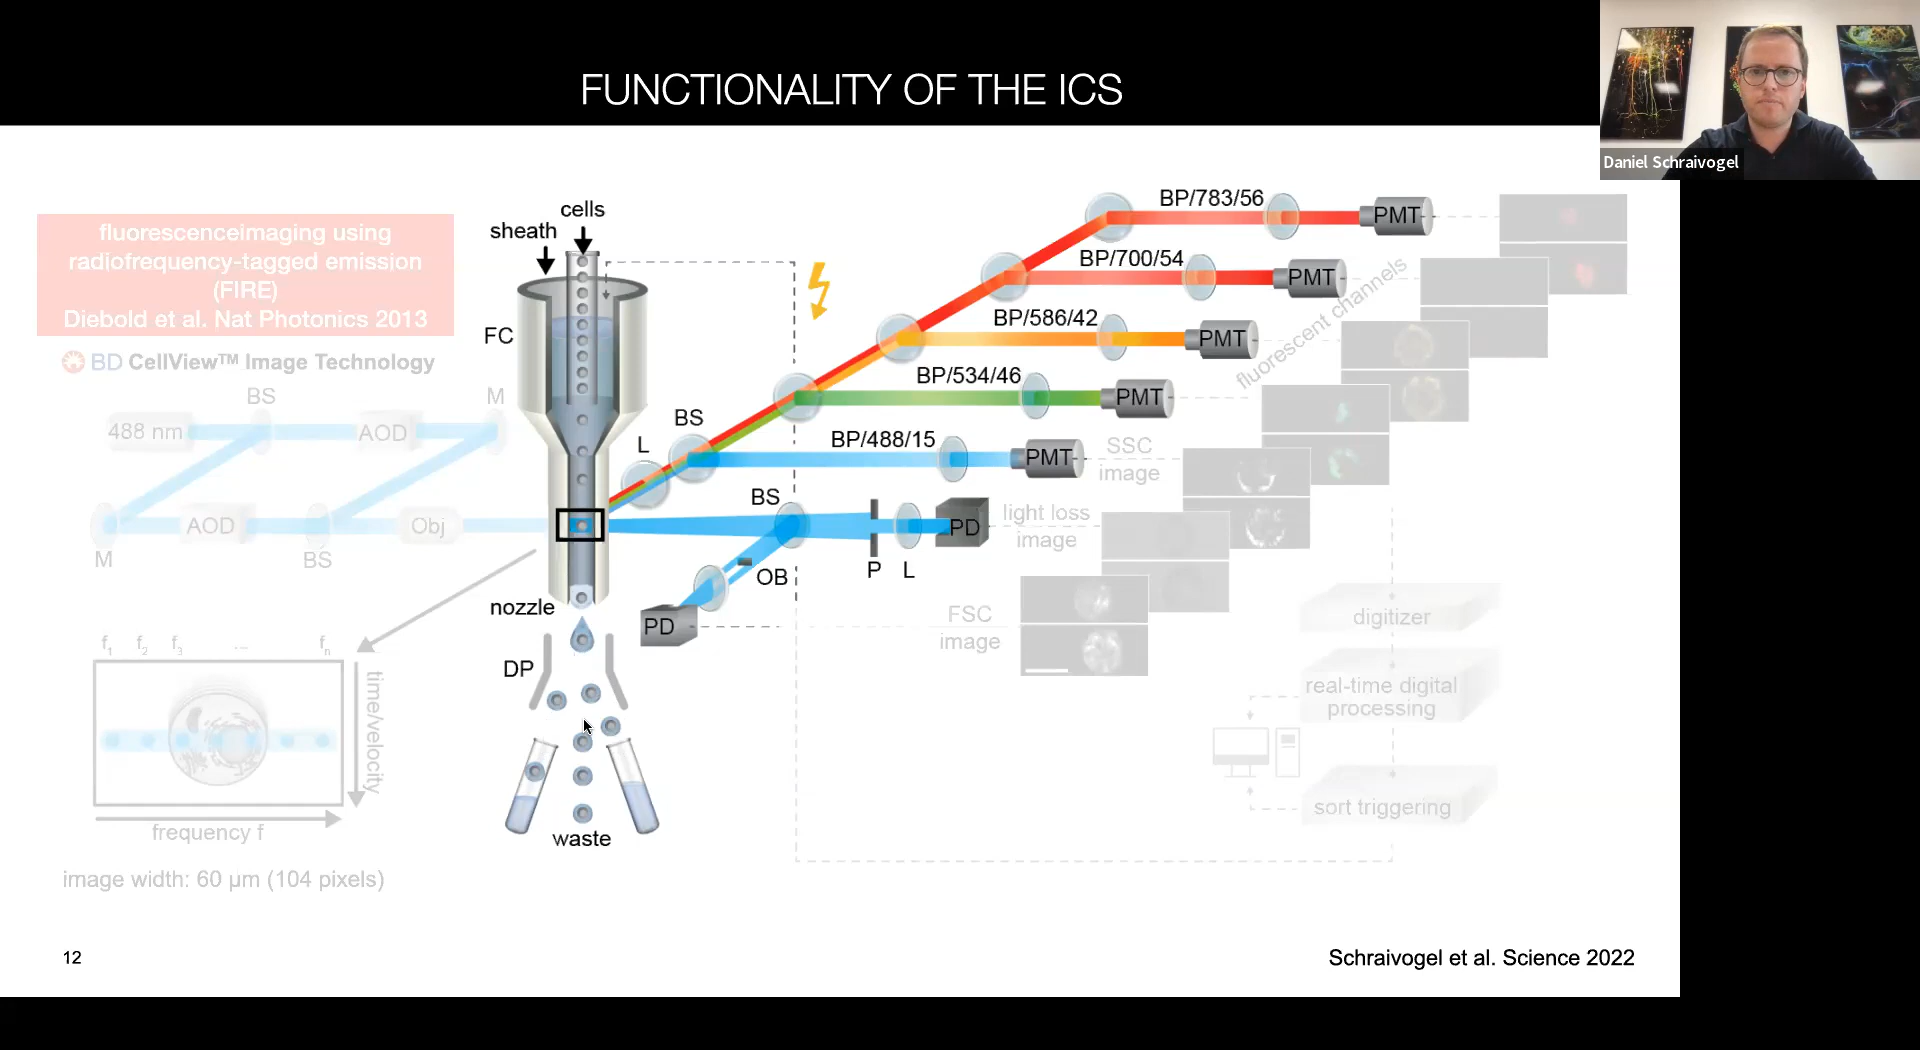 FUNCTIONALITY OF THE ICS
Daniel Schraivogel
fluorescenceimaging using
radiofrequency-tagged emission
(FIRE)
Diebold et al. Nat Photonics 2013
BD CellView™ Image Technology
BS
M
488 nm
AOD
AOD
Obj
M
BS
cells
sheath
FC
nozzle
DP
waste
L
BS
BP/783/56
PMT
BP/700/54
PMT
BP/586/42
PMT
BP/534/46
PMT
BP/488/15
PMT
fluorescent channels
SSC
image
BS
PD
light loss
image
OB
P
L
PD
FSC
image
digitizer
real-time digital
processing
sort triggering
f1 f2 f3 ... fn
time/velocity
frequency f
image width: 60 µm (104 pixels)
12
Schraivogel et al. Science 2022